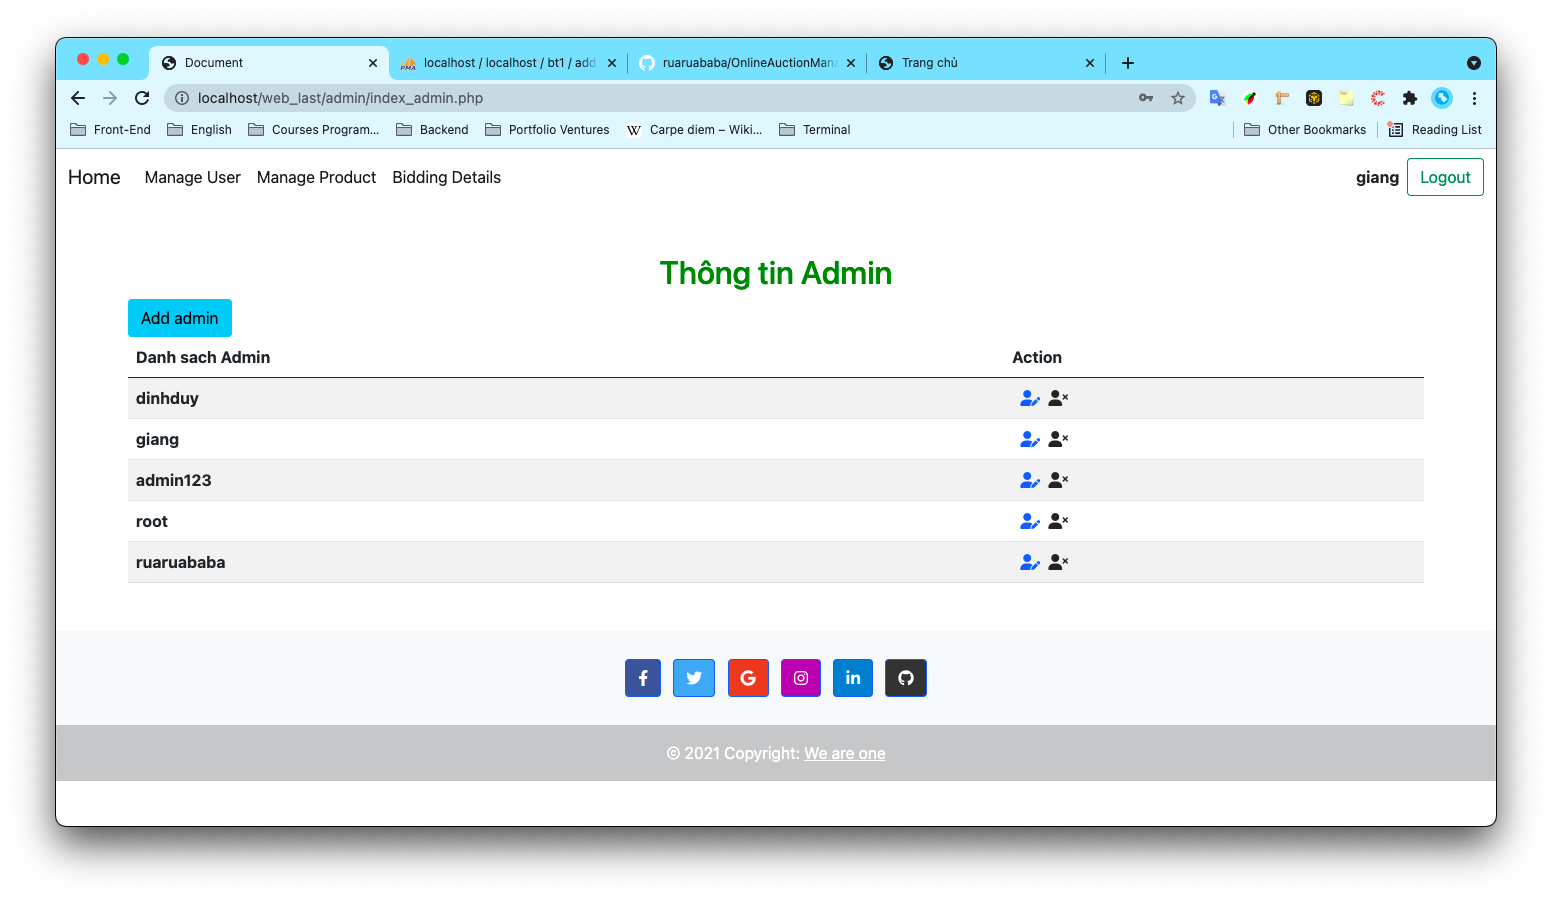 Document
localhost / localhost / bt1 / add
ruaruababa/OnlineAuctionMana
Trang chủ
localhost/web_last/admin/index_admin.php
Front-End English Courses Program... Backend Portfolio Ventures W Carpe diem – Wiki... Terminal Other Bookmarks Reading List
Home Manage User Manage Product Bidding Details giang Logout
Thông tin Admin
Add admin
Danh sach Admin Action
dinhduy
giang
admin123
root
ruaruababa
© 2021 Copyright: We are one